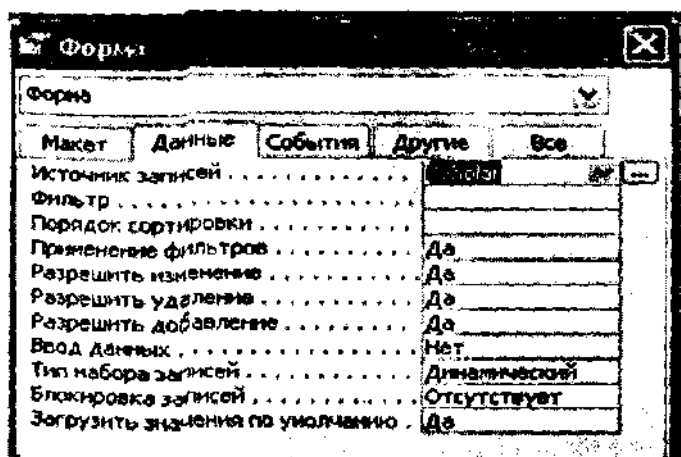 Форма
Форма
Макет Данные События Другие Все
Источник записей . . . . . . . . . . . . ...
Фильтр . . . . . . . . . . . . . . . . . . . .
Порядок сортировки . . . . . . . . . .
Применение фильтров . . . . . . . . . Да
Разрешить изменение . . . . . . . . . Да
Разрешить удаление . . . . . . . . . . Да
Разрешить добавление . . . . . . . . Да
Ввод данных . . . . . . . . . . . . . . . Нет
Тип набора записей . . . . . . . . . . Динамический
Блокировка записей . . . . . . . . . . Отсутствует
Загрузить значения по умолчанию . Да